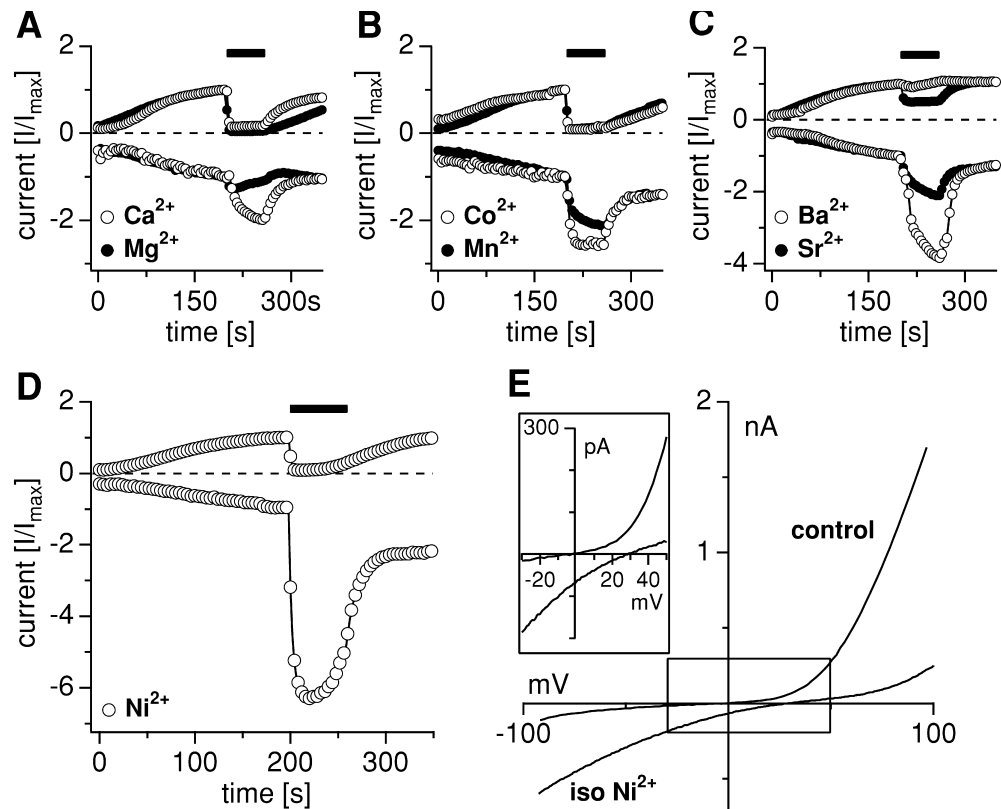 A
B
C
2
0
-2
current [I/Imax]
Ca2+
Mg2+
0
150
300s
time [s]
2
0
-2
current [I/Imax]
Co2+
Mn2+
0
150
300
time [s]
2
0
-2
-4
current [I/Imax]
Ba2+
Sr2+
0
150
300
time [s]
D
2
0
-2
-4
-6
current [I/Imax]
Ni2+
0
100
200
300
time [s]
E
300
pA
-20
20
40
mV
2
nA
1
control
mV
-100
100
iso Ni2+